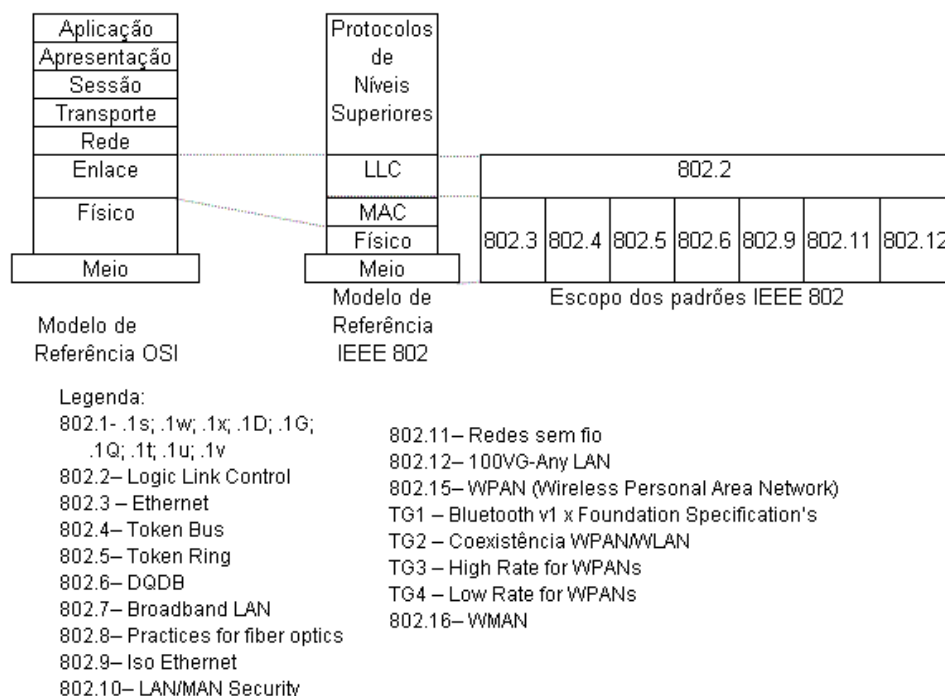 Aplicação
Apresentação
Sessão
Transporte
Rede
Enlace
Físico
Meio
Modelo de
Referência OSI
Protocolos
de
Níveis
Superiores
LLC
MAC
Físico
Meio
Modelo de
Referência
IEEE 802
802.2
802.3 802.4 802.5 802.6 802.9 802.11 802.12
Escopo dos padrões IEEE 802
Legenda:
802.1- .1s; .1w; .1x; .1D; .1G;
.1Q; .1t; .1u; .1v
802.2– Logic Link Control
802.3 – Ethernet
802.4– Token Bus
802.5– Token Ring
802.6– DQDB
802.7– Broadband LAN
802.8– Practices for fiber optics
802.9– Iso Ethernet
802.10– LAN/MAN Security
802.11– Redes sem fio
802.12– 100VG-Any LAN
802.15– WPAN (Wireless Personal Area Network)
TG1 – Bluetooth v1 x Foundation Specification's
TG2 – Coexistência WPAN/WLAN
TG3 – High Rate for WPANs
TG4 – Low Rate for WPANs
802.16– WMAN